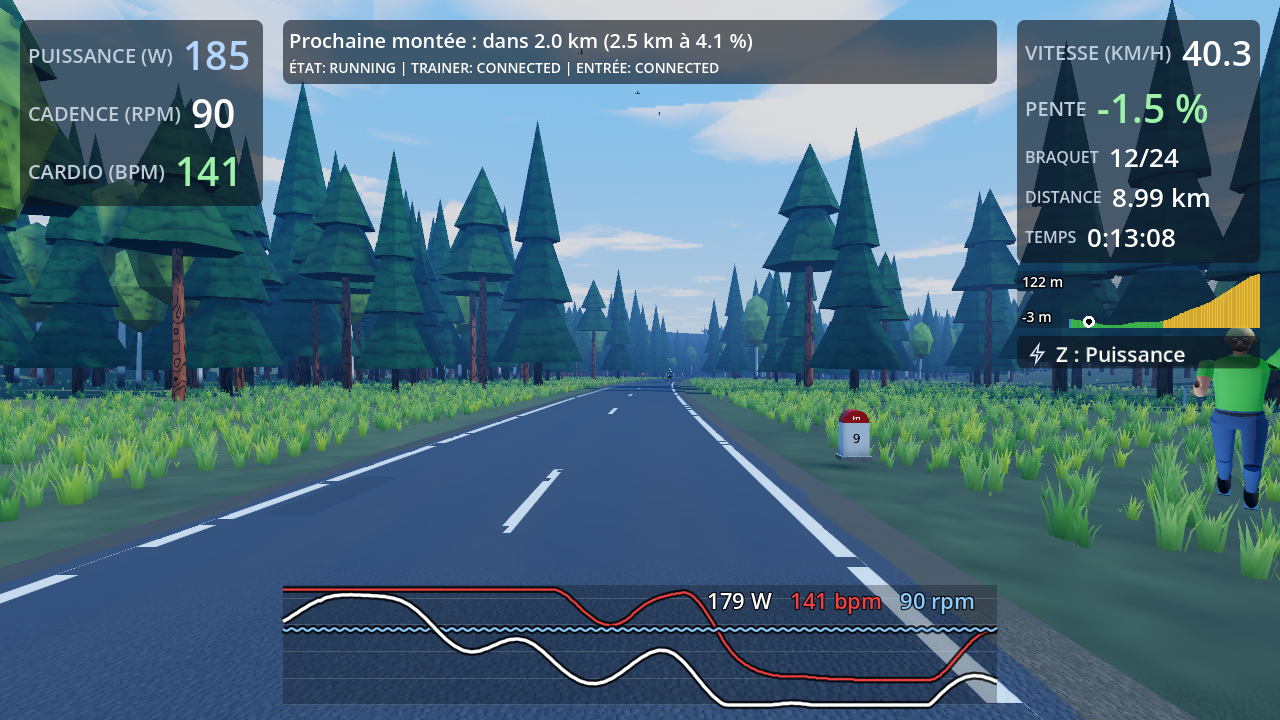 PUISSANCE (W) 185
CADENCE (RPM) 90
CARDIO (BPM) 141
Prochaine montée : dans 2.0 km (2.5 km à 4.1 %)
ÉTAT: RUNNING | TRAINER: CONNECTED | ENTRÉE: CONNECTED
VITESSE (KM/H) 40.3
PENTE -1.5 %
BRAQUET 12/24
DISTANCE 8.99 km
TEMPS 0:13:08
122 m
-3 m
Z : Puissance
km
9
179 W 141 bpm 90 rpm